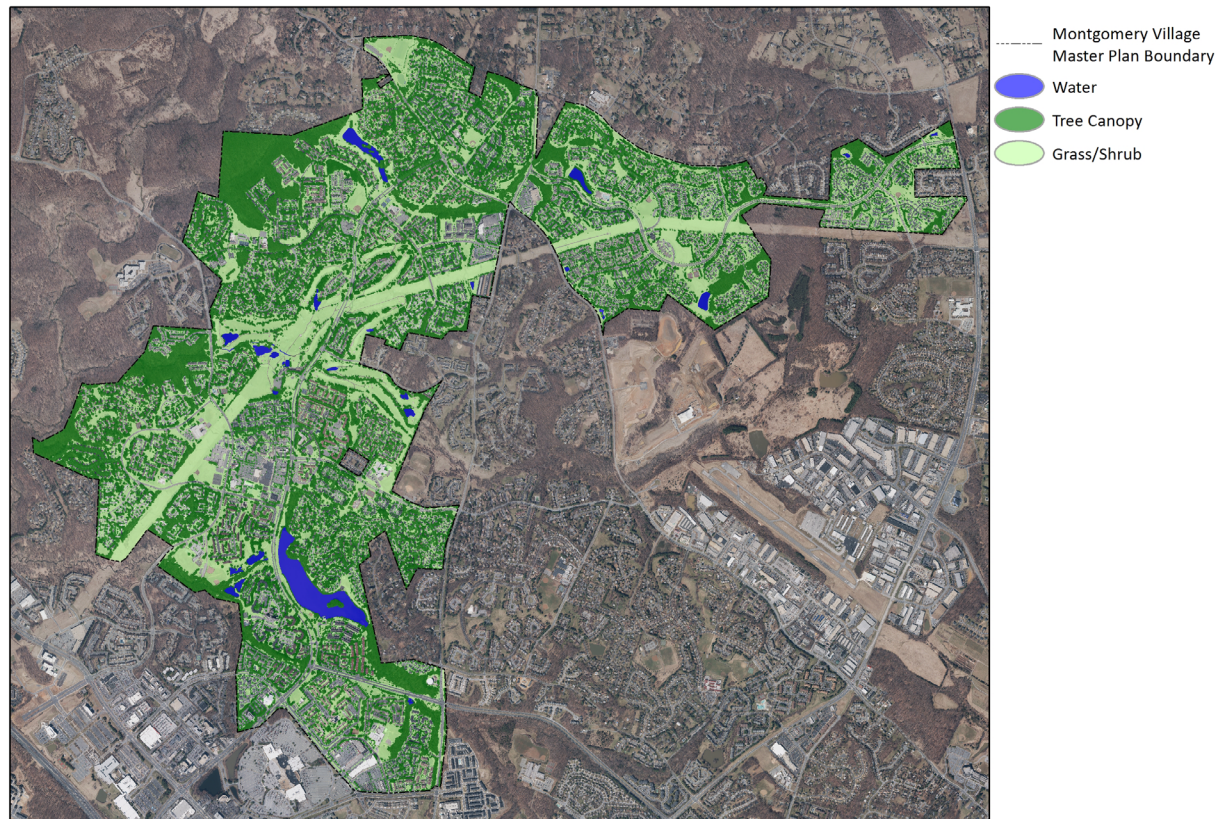 Montgomery Village
Master Plan Boundary
Water
Tree Canopy
Grass/Shrub